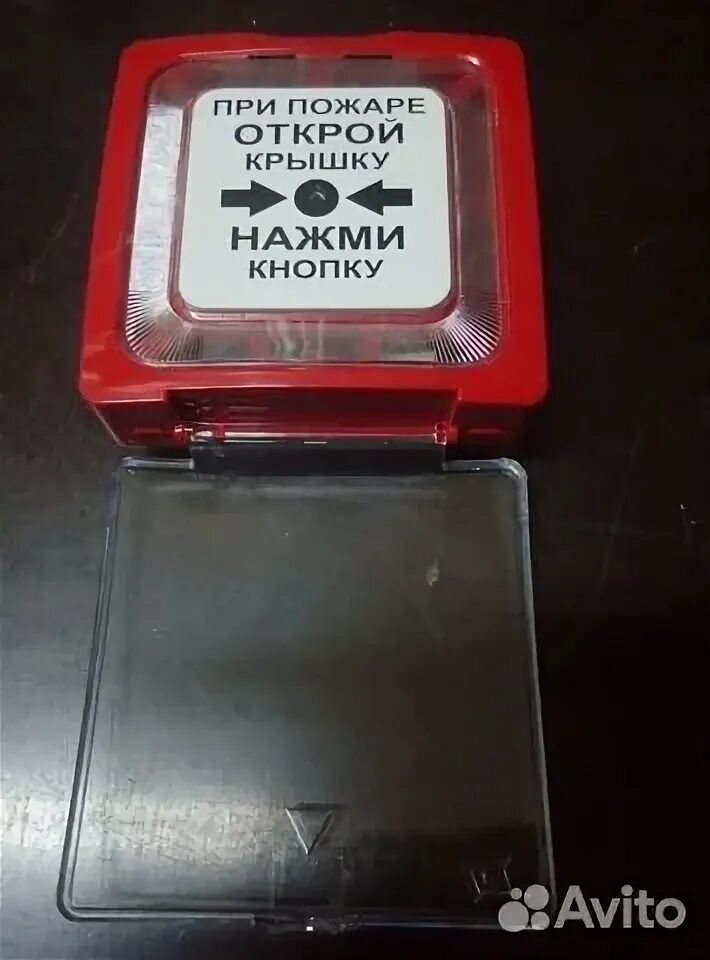 ПРИ ПОЖАРЕ
ОТКРОЙ
КРЫШКУ
НАЖМИ
КНОПКУ
Avito